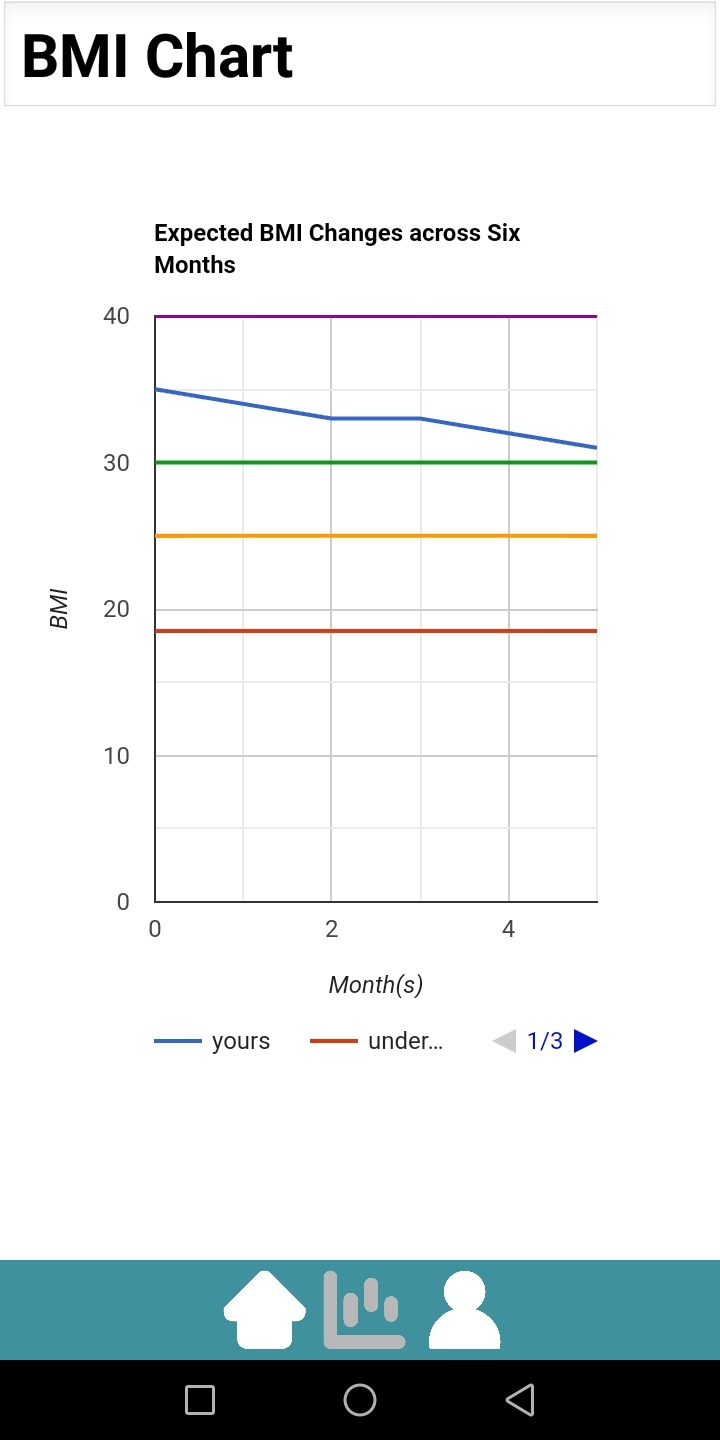 BMI Chart
Expected BMI Changes across Six
Months
40
30
20
10
0
BMI
0 2 4
Month(s)
yours under... 1/3